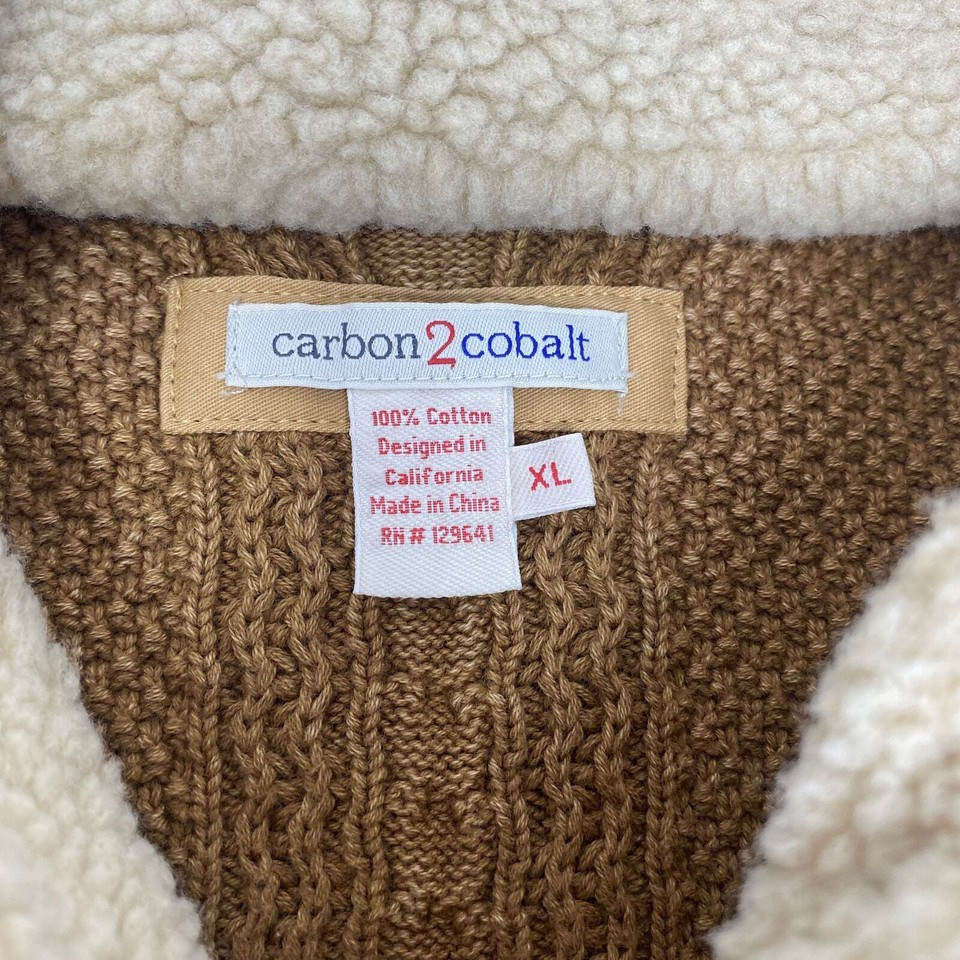 carbon2cobalt
100% Cotton
Designed in
California
Made in China
RN # 129641
XL